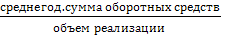 среднегод.сумма оборотных средств
объем реализации